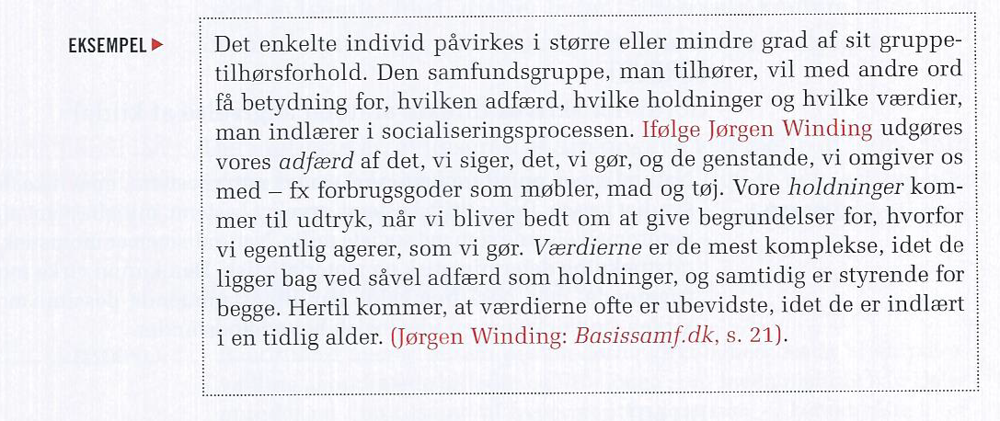 EKSEMPEL ▶
Det enkelte individ påvirkes i større eller mindre grad af sit gruppe-
tilhørsforhold. Den samfundsgruppe, man tilhører, vil med andre ord
få betydning for, hvilken adfærd, hvilke holdninger og hvilke værdier,
man indlærer i socialiseringsprocessen. Ifølge Jørgen Winding udgøres
vores adfærd af det, vi siger, det, vi gør, og de genstande, vi omgiver os
med – fx forbrugsgoder som møbler, mad og tøj. Vore holdninger kom-
mer til udtryk, når vi bliver bedt om at give begrundelser for, hvorfor
vi egentlig agerer, som vi gør. Værdierne er de mest komplekse, idet de
ligger bag ved såvel adfærd som holdninger, og samtidig er styrende for
begge. Hertil kommer, at værdierne ofte er ubevidste, idet de er indlært
i en tidlig alder. (Jørgen Winding: Basissamf.dk, s. 21).